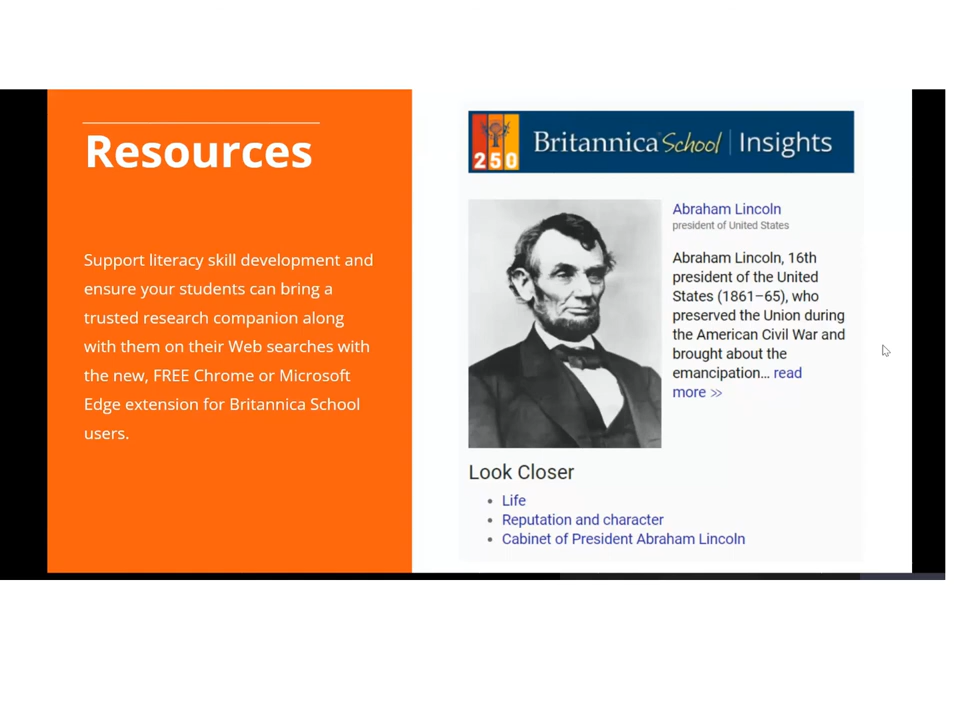 Resources
Support literacy skill development and
ensure your students can bring a
trusted research companion along
with them on their Web searches with
the new, FREE Chrome or Microsoft
Edge extension for Britannica School
users.
250
Britannica School | Insights
Abraham Lincoln
president of United States
Abraham Lincoln, 16th
president of the United
States (1861–65), who
preserved the Union during
the American Civil War and
brought about the
emancipation... read
more >>
Look Closer
• Life
• Reputation and character
• Cabinet of President Abraham Lincoln